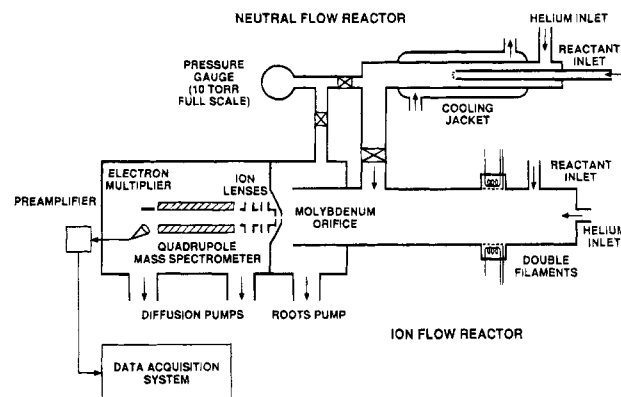 NEUTRAL FLOW REACTOR
HELIUM INLET
REACTANT
INLET
PRESSURE
GAUGE
(10 TORR
FULL SCALE)
COOLING
JACKET
ELECTRON
MULTIPLIER
ION
LENSES
PREAMPLIFIER
MOLYBDENUM
ORIFICE
REACTANT
INLET
HELIUM
INLET
QUADRUPOLE
MASS SPECTROMETER
DOUBLE
FILAMENTS
DIFFUSION PUMPS
ROOTS PUMP
ION FLOW REACTOR
DATA ACQUISITION
SYSTEM